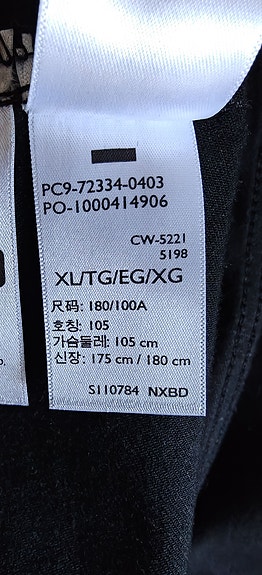 PC9-72334-0403
PO-1000414906
CW-5221
5198
XL/TG/EG/XG
尺码: 180/100A
호칭: 105
가슴둘레: 105 cm
신장: 175 cm / 180 cm
S110784 NXBD